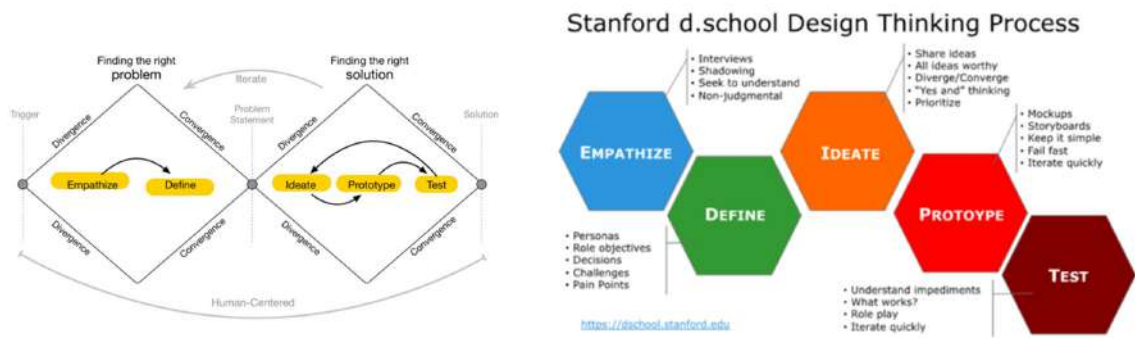 Finding the right
problem
Finding the right
solution
Iterate
Trigger
Problem
Statement
Solution
Divergence
Convergence
Divergence
Convergence
Empathize
Define
Ideate
Prototype
Test
Divergence
Convergence
Divergence
Convergence
Human-Centered
Stanford d.school Design Thinking Process
• Interviews
• Shadowing
• Seek to understand
• Non-judgmental
• Share ideas
• All ideas worthy
• Diverge/Converge
• "Yes and" thinking
• Prioritize
• Mockups
• Storyboards
• Keep it simple
• Fail fast
• Iterate quickly
EMPATHIZE
IDEATE
DEFINE
PROTOYPE
TEST
• Personas
• Role objectives
• Decisions
• Challenges
• Pain Points
• Understand impediments
• What works?
• Role play
• Iterate quickly
https://dschool.stanford.edu